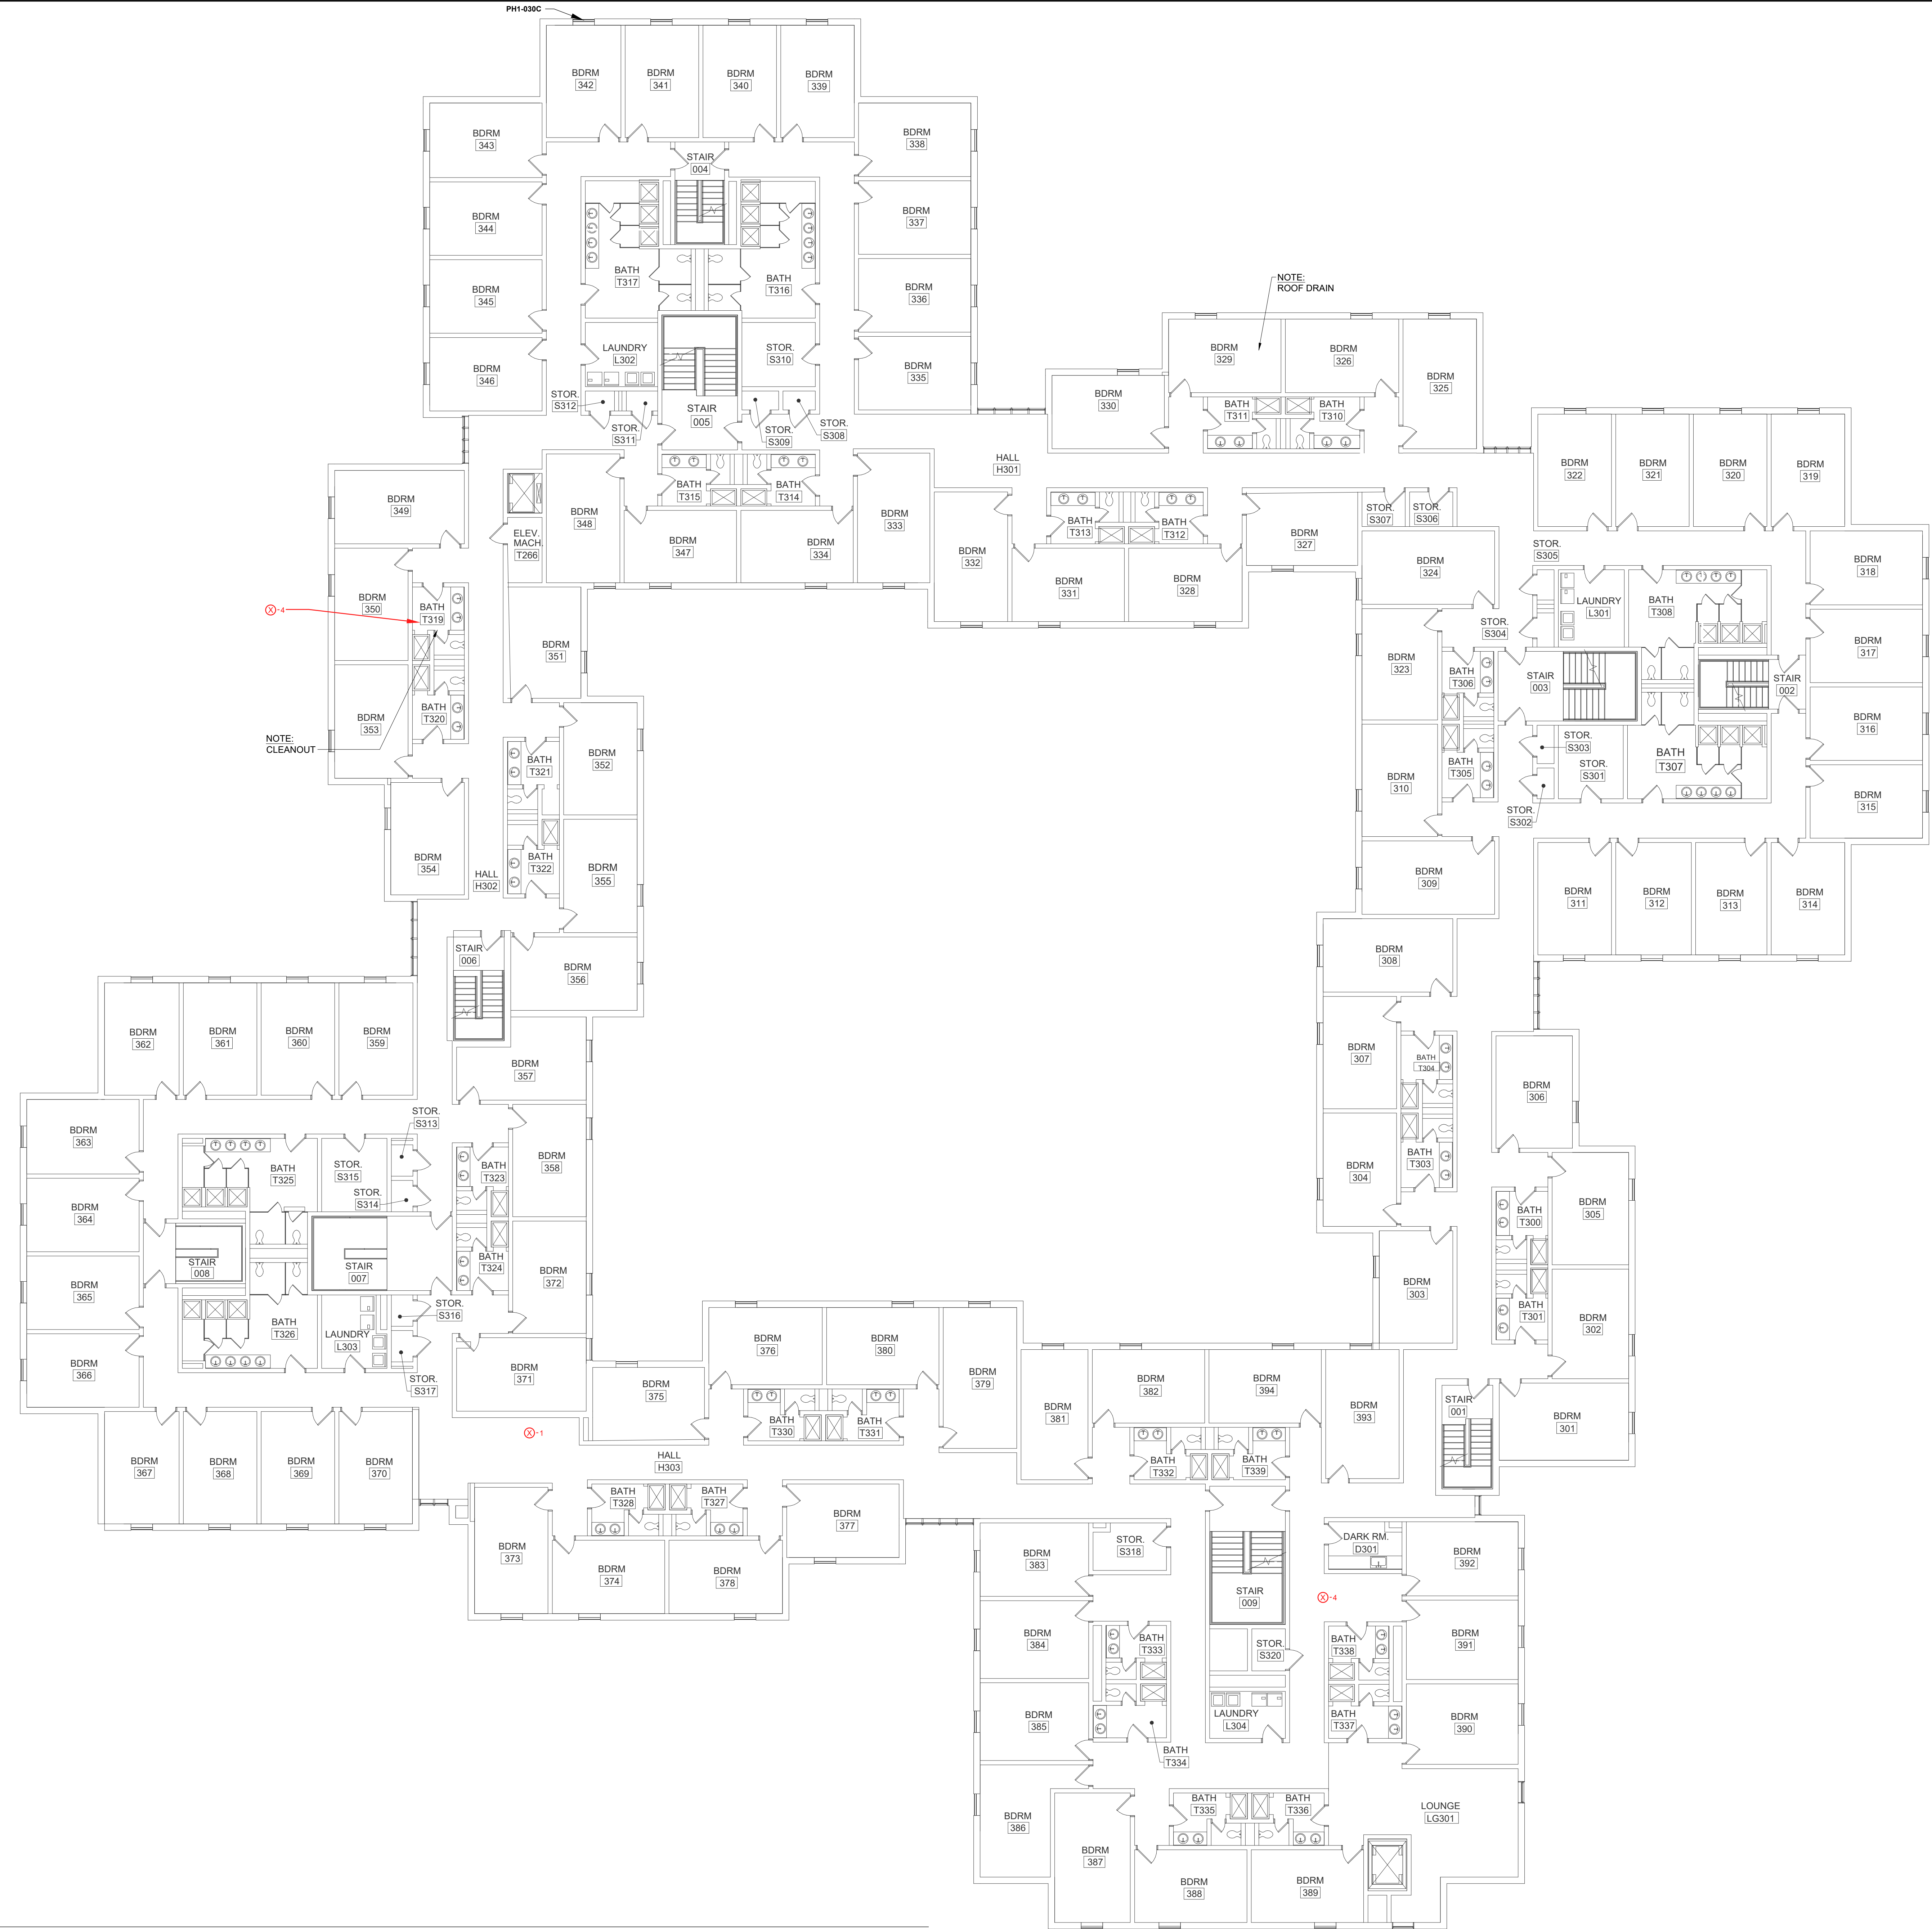 PH1-030C
BDRM
342
BDRM
341
BDRM
340
BDRM
339
BDRM
343
BDRM
338
STAIR
004
BDRM
344
BDRM
337
BATH
T317
BATH
T316
BDRM
345
BDRM
336
NOTE:
ROOF DRAIN
LAUNDRY
L302
STOR.
S310
BDRM
346
BDRM
335
BDRM
329
BDRM
326
BDRM
325
BDRM
330
STOR.
S312
STOR.
S311
STAIR
005
STOR.
S309
STOR.
S308
BATH
T311
BATH
T310
HALL
H301
BDRM
322
BDRM
321
BDRM
320
BDRM
319
BDRM
349
BDRM
348
BATH
T315
BATH
T314
BDRM
333
ELEV.
MACH.
T266
BDRM
347
BDRM
334
BDRM
332
BATH
T313
BATH
T312
BDRM
327
STOR.
S307
STOR.
S306
BDRM
331
BDRM
328
BDRM
324
STOR.
S305
BDRM
318
BDRM
350
X -4
BATH
T319
LAUNDRY
L301
BATH
T308
STOR.
S304
BDRM
317
BDRM
351
BDRM
323
BATH
T306
STAIR
003
STAIR
002
BDRM
353
BATH
T320
NOTE:
CLEANOUT
BDRM
352
BATH
T321
BDRM
316
STOR.
S303
STOR.
S301
BATH
T307
BDRM
310
BATH
T305
STOR.
S302
BDRM
315
BDRM
354
HALL
H302
BATH
T322
BDRM
355
BDRM
309
BDRM
311
BDRM
312
BDRM
313
BDRM
314
STAIR
006
BDRM
356
BDRM
308
BDRM
362
BDRM
361
BDRM
360
BDRM
359
BDRM
357
BDRM
307
BATH
T304
BDRM
306
BDRM
363
STOR.
S313
BATH
T325
STOR.
S315
STOR.
S314
BATH
T323
BDRM
358
BDRM
304
BATH
T303
BDRM
364
BATH
T300
BDRM
305
STAIR
008
STAIR
007
BATH
T324
BDRM
372
BDRM
365
BDRM
303
STOR.
S316
BATH
T326
LAUNDRY
L303
BATH
T301
BDRM
302
BDRM
366
STOR.
S317
BDRM
371
BDRM
376
BDRM
380
BDRM
379
BDRM
375
BDRM
381
BDRM
382
BDRM
394
BDRM
393
STAIR
001
BDRM
301
BATH
T330
BATH
T331
X -1
HALL
H303
BDRM
367
BDRM
368
BDRM
369
BDRM
370
BATH
T332
BATH
T339
BATH
T328
BATH
T327
BDRM
377
BDRM
373
BDRM
374
BDRM
378
BDRM
383
STOR.
S318
DARK RM.
D301
BDRM
392
STAIR
009
X -4
BDRM
384
BATH
T333
STOR.
S320
BATH
T338
BDRM
391
BDRM
385
LAUNDRY
L304
BATH
T337
BDRM
390
BATH
T334
BDRM
386
BATH
T335
BATH
T336
LOUNGE
LG301
BDRM
387
BDRM
388
BDRM
389